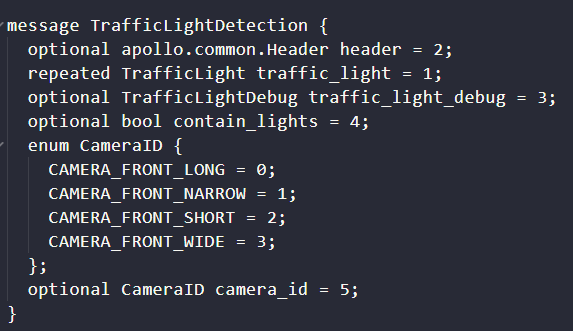 message TrafficLightDetection {
  optional apollo.common.Header header = 2;
  repeated TrafficLight traffic_light = 1;
  optional TrafficLightDebug traffic_light_debug = 3;
  optional bool contain_lights = 4;
  enum CameraID {
    CAMERA_FRONT_LONG = 0;
    CAMERA_FRONT_NARROW = 1;
    CAMERA_FRONT_SHORT = 2;
    CAMERA_FRONT_WIDE = 3;
  };
  optional CameraID camera_id = 5;
}